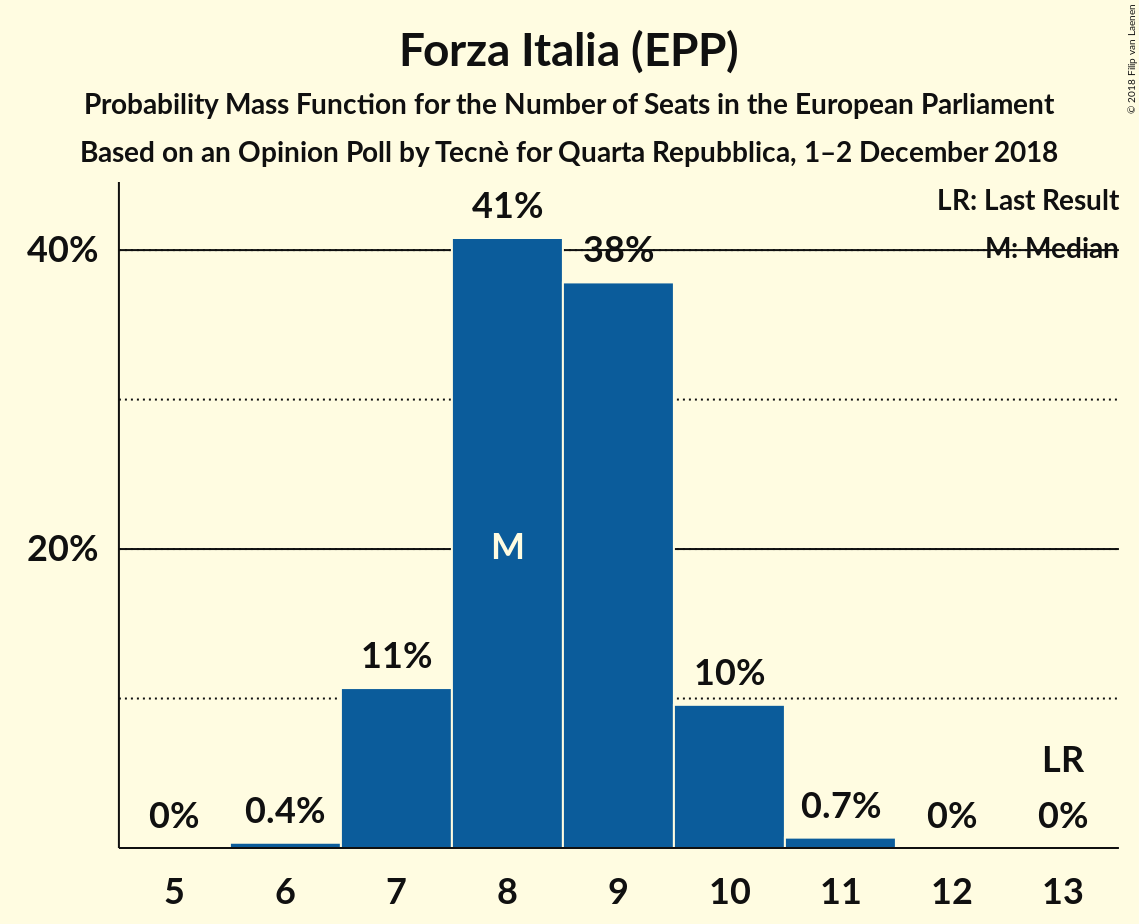 Forza Italia (EPP)
Probability Mass Function for the Number of Seats in the European Parliament
Based on an Opinion Poll by Tecnè for Quarta Repubblica, 1–2 December 2018
© 2018 Filip van Laenen
LR: Last Result
M: Median
40%
20%
0%
0.4%
11%
41%
M
38%
10%
0.7%
0%
LR
0%
5 6 7 8 9 10 11 12 13